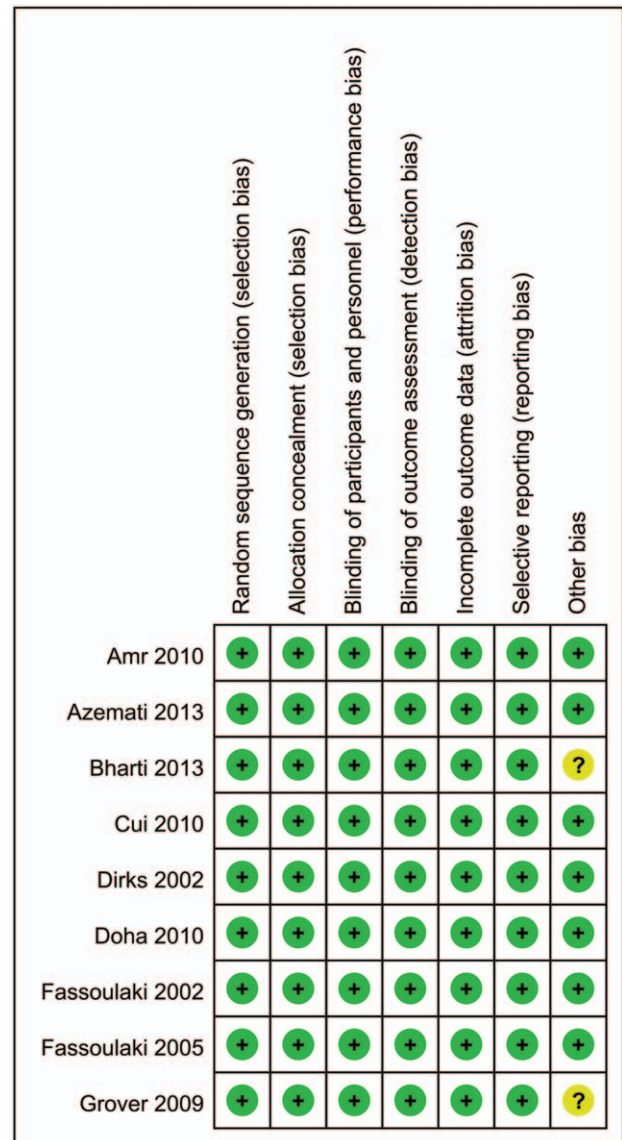 Random sequence generation (selection bias)
Allocation concealment (selection bias)
Blinding of participants and personnel (performance bias)
Blinding of outcome assessment (detection bias)
Incomplete outcome data (attrition bias)
Selective reporting (reporting bias)
Other bias
Amr 2010 + + + + + + +
Azemati 2013 + + + + + + +
Bharti 2013 + + + + + + ?
Cui 2010 + + + + + + +
Dirks 2002 + + + + + + +
Doha 2010 + + + + + + +
Fassoulaki 2002 + + + + + + +
Fassoulaki 2005 + + + + + + +
Grover 2009 + + + + + + ?